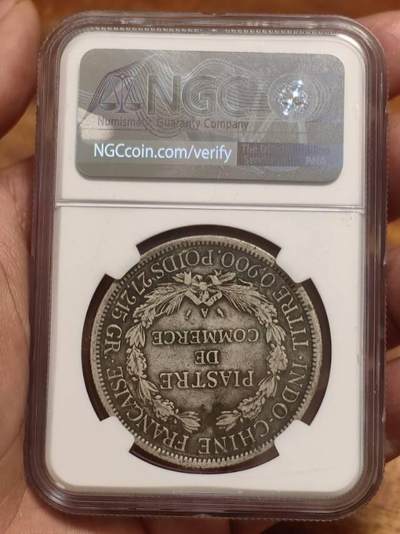 NGC
Numismatic Guaranty Company
NGCcoin.com/verify
PIASTRE
DE
COMMERCE
A
INDO-CHINE FRANÇAISE
TITRE 0,900. POIDS 27,215 GR.